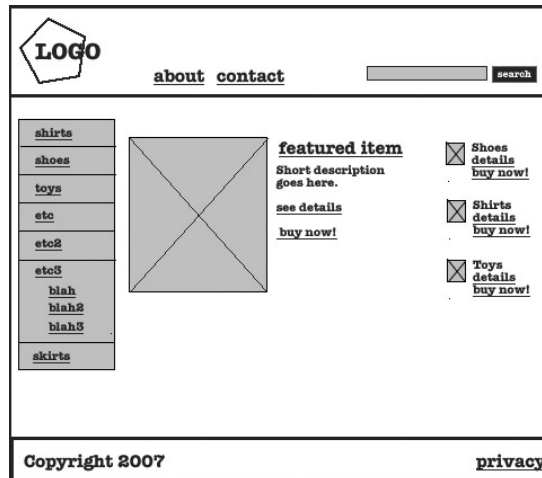 LOGO
about contact
search
shirts
shoes
toys
etc
etc2
etc3
blah
blah2
blah3
skirts
featured item
Short description
goes here.
see details
buy now!
Shoes
details
buy now!
Shirts
details
buy now!
Toys
details
buy now!
Copyright 2007
privacy